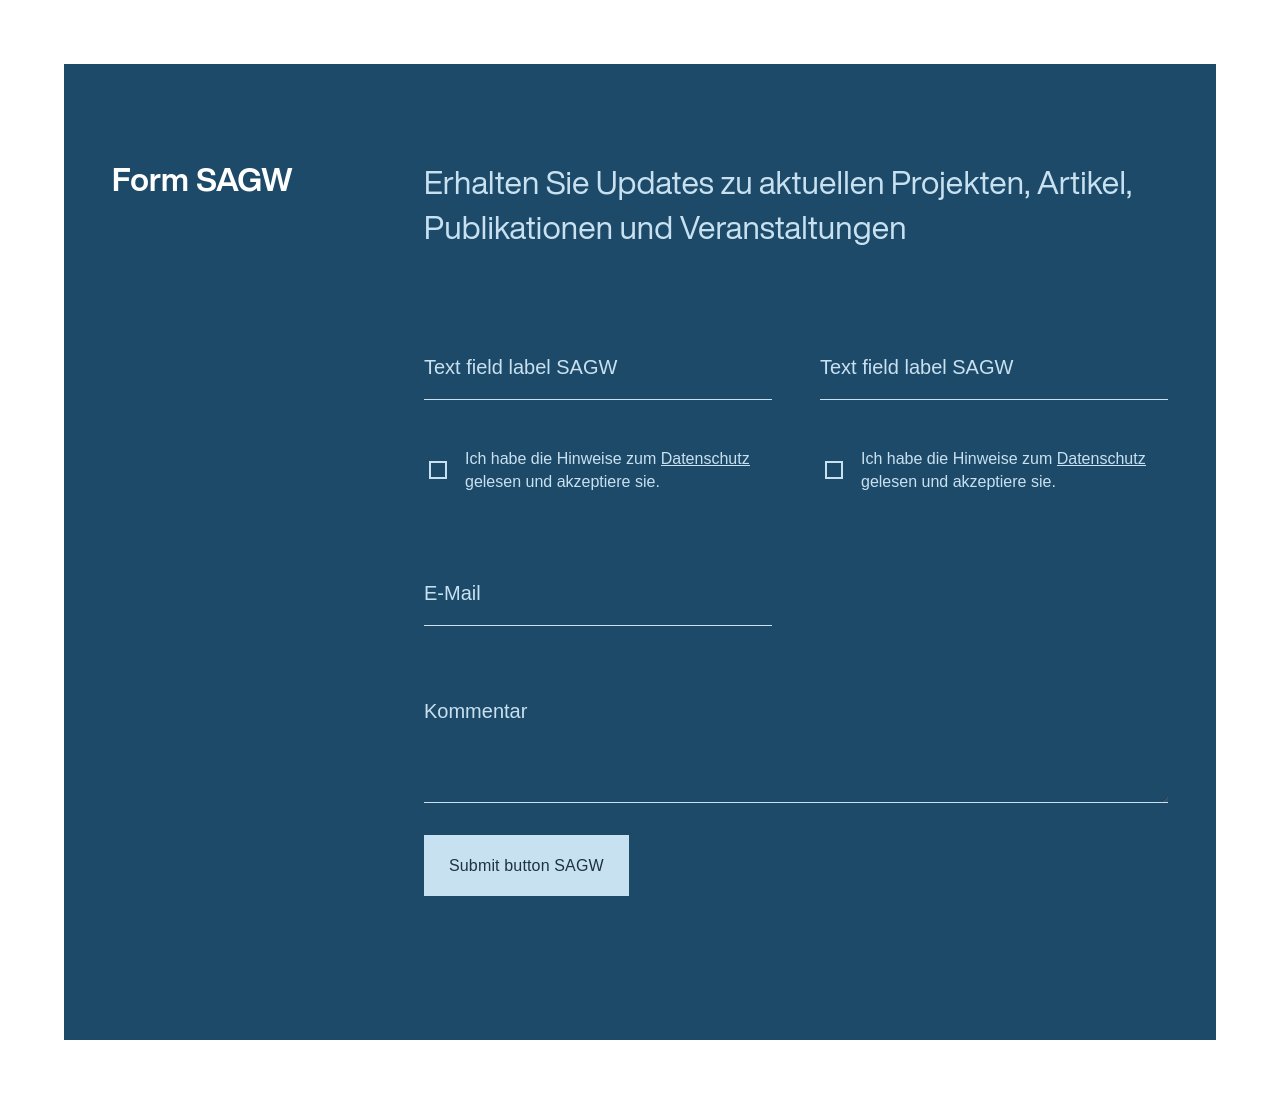 Form SAGW
Erhalten Sie Updates zu aktuellen Projekten, Artikel,
Publikationen und Veranstaltungen
Text field label SAGW
Text field label SAGW
Ich habe die Hinweise zum Datenschutz
gelesen und akzeptiere sie.
Ich habe die Hinweise zum Datenschutz
gelesen und akzeptiere sie.
E-Mail
Kommentar
Submit button SAGW